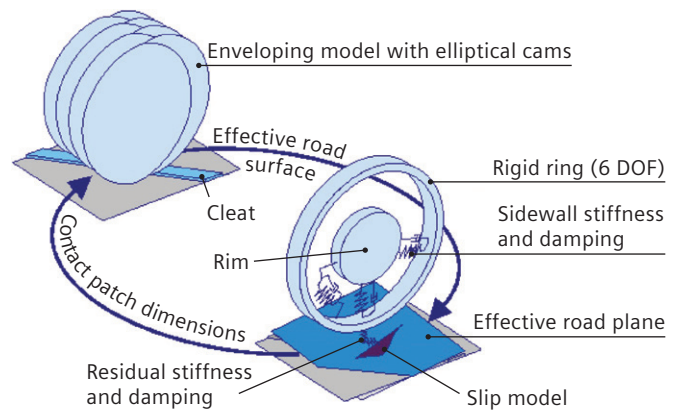 Enveloping model with elliptical cams
Effective road
surface
Rigid ring (6 DOF)
Cleat
Sidewall stiffness
and damping
Rim
Contact patch dimensions
Effective road plane
Residual stiffness
and damping
Slip model